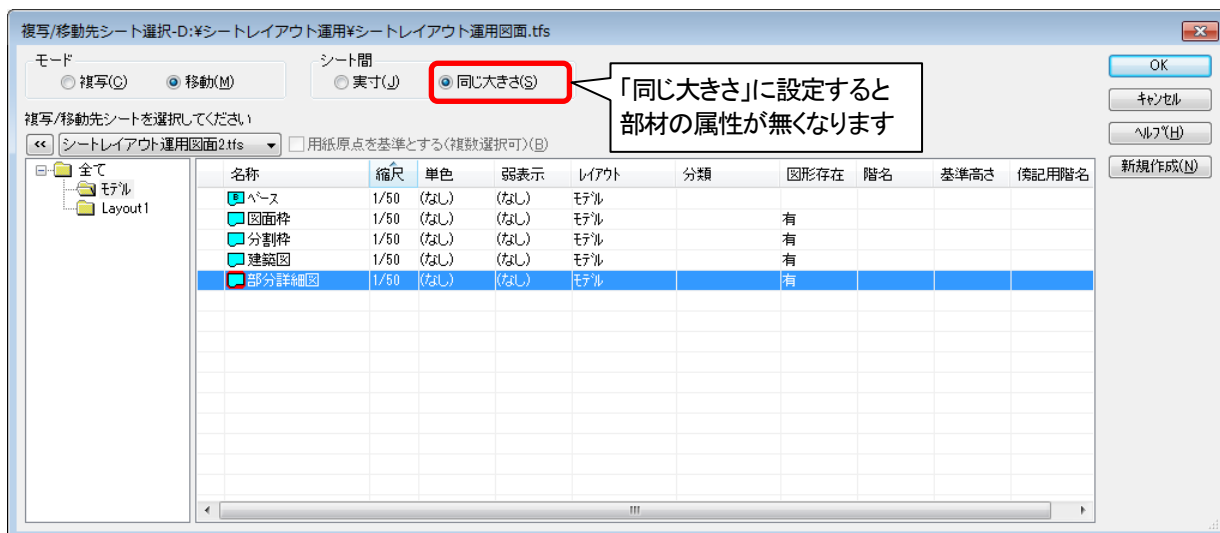 複写/移動先シート選択-D:¥シートレイアウト運用¥シートレイアウト運用図面.tfs
モード
複写(C) 移動(M)
シート間
実寸(J) 同じ大きさ(S)
「同じ大きさ」に設定すると
部材の属性が無くなります
OK
キャンセル
ヘルプ(H)
新規作成(N)
複写/移動先シートを選択してください
<< シートレイアウト運用図面2.tfs 用紙原点を基準とする(複数選択可)(B)
全て
モデル
Layout1
名称 縮尺 単色 弱表示 レイアウト 分類 図形存在 階名 基準高さ 傍記用階名
B ベース 1/50 (なし) (なし) モデル
図面枠 1/50 (なし) (なし) モデル 有
分割枠 1/50 (なし) (なし) モデル 有
建築図 1/50 (なし) (なし) モデル 有
部分詳細図 1/50 (なし) (なし) モデル 有